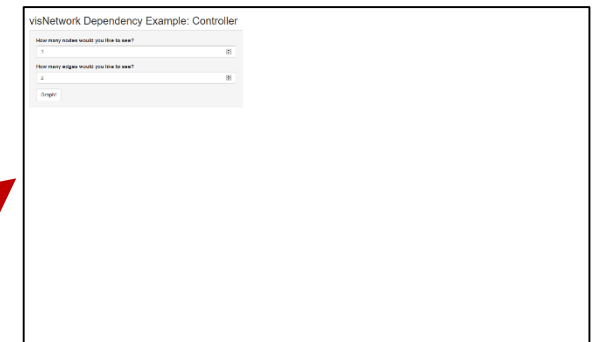 visNetwork Dependency Example: Controller
How many nodes would you like to see?
How many edges would you like to see?
2
Graph!